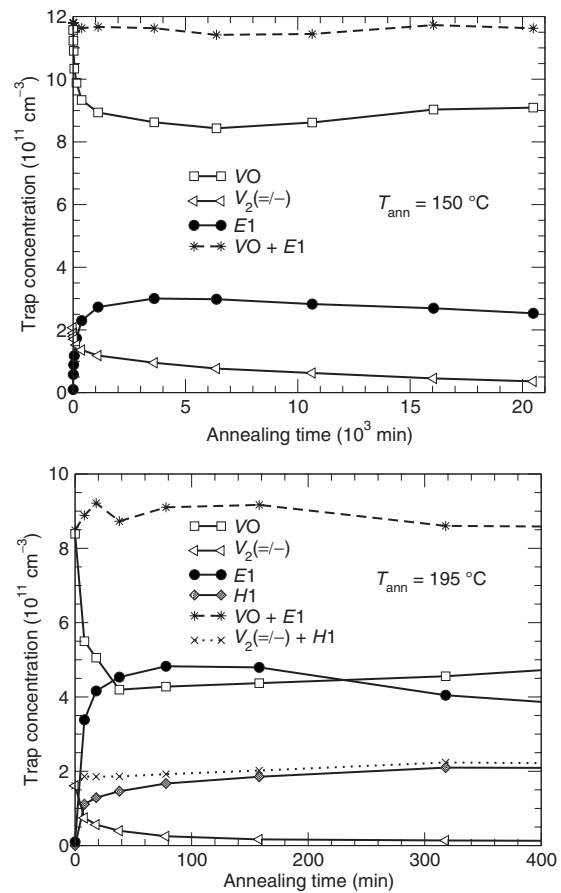 12
10
8
6
4
2
0
Trap concentration (10¹¹ cm⁻³)
VO
V₂(=/−)
E1
VO + E1
Tₐₙₙ = 150 °C
0 5 10 15 20
Annealing time (10³ min)
10
8
6
4
2
0
Trap concentration (10¹¹ cm⁻³)
VO
V₂(=/−)
E1
H1
VO + E1
V₂(=/−) + H1
Tₐₙₙ = 195 °C
0 100 200 300 400
Annealing time (min)